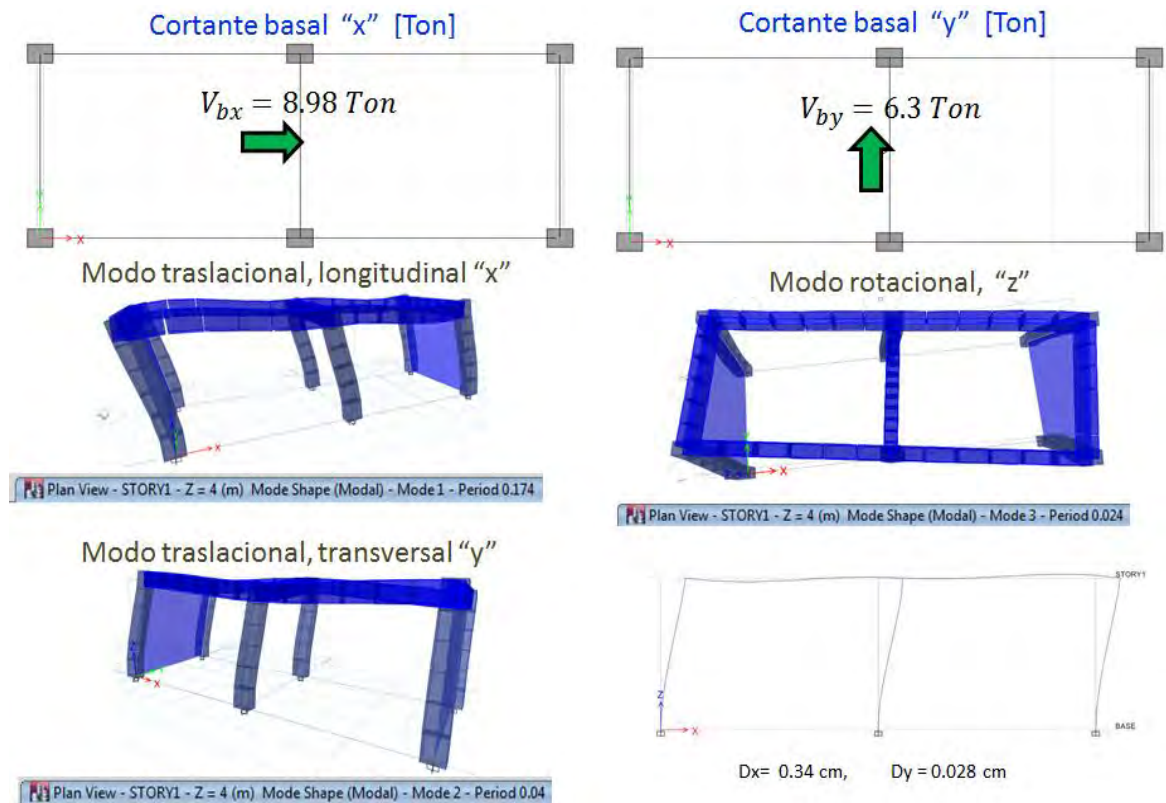 Cortante basal “x” [Ton]
V_bx = 8.98 Ton
X
Modo traslacional, longitudinal “x”
X
Plan View - STORY1 - Z = 4 (m) Mode Shape (Modal) - Mode 1 - Period 0.174
Modo traslacional, transversal “y”
X
Plan View - STORY1 - Z = 4 (m) Mode Shape (Modal) - Mode 2 - Period 0.04
Cortante basal “y” [Ton]
V_by = 6.3 Ton
X
Modo rotacional, “z”
X
Plan View - STORY1 - Z = 4 (m) Mode Shape (Modal) - Mode 3 - Period 0.024
STORY1
Z
X
BASE
Dx= 0.34 cm, Dy = 0.028 cm